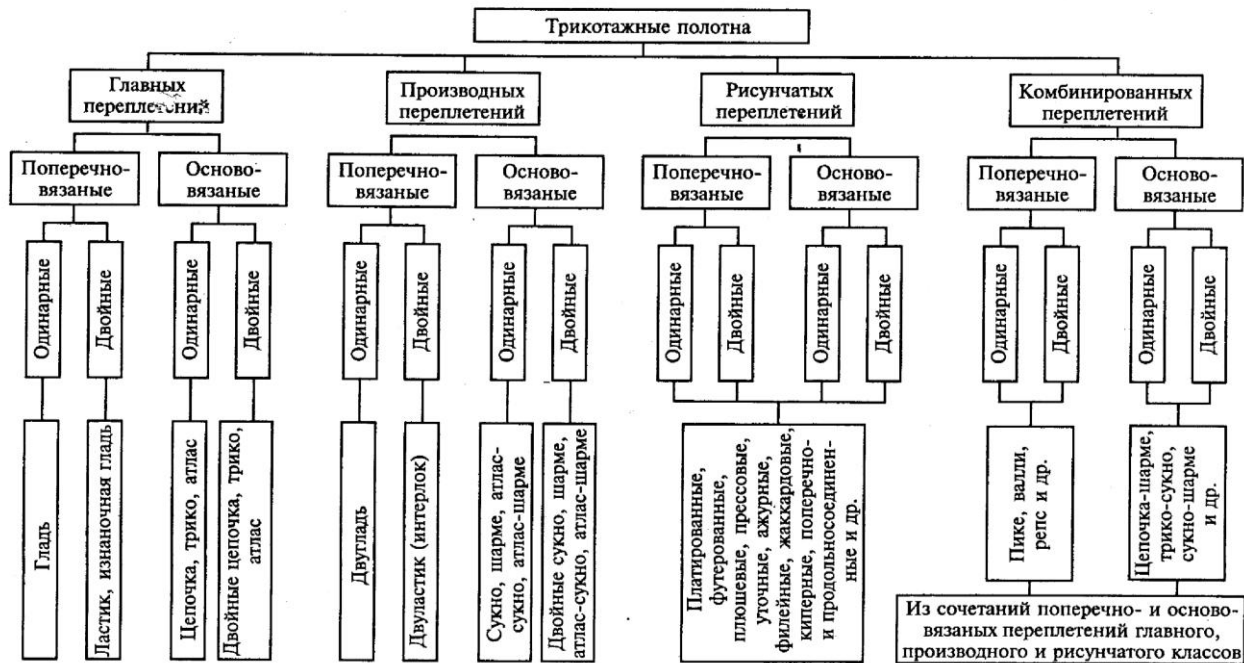 Трикотажные полотна
Главных
переплетений
Производных
переплетений
Рисунчатых
переплетений
Комбинированных
переплетений
Поперечно-
вязаные
Осново-
вязаные
Поперечно-
вязаные
Осново-
вязаные
Поперечно-
вязаные
Осново-
вязаные
Поперечно-
вязаные
Осново-
вязаные
Одинарные
Двойные
Одинарные
Двойные
Одинарные
Двойные
Одинарные
Двойные
Одинарные
Двойные
Одинарные
Двойные
Одинарные
Двойные
Одинарные
Двойные
Гладь
Ластик, изнаночная гладь
Цепочка, трико, атлас
Двойные цепочка, трико,
атлас
Двугладь
Двуластик (интерлок)
Сукно, шарме, атлас-
сукно, атлас-шарме
Двойные сукно, шарме,
атлас-сукно, атлас-шарме
Платированные,
футерованные,
плюшевые, прессовые,
уточные, ажурные,
филейные, жаккардовые,
киперные, поперечно-
и продольносоединен-
ные и др.
Пике, валли,
репс и др.
Цепочка-шарме,
трико-сукно,
сукно-шарме
и др.
Из сочетаний поперечно- и осново-
вязаных переплетений главного,
производного и рисунчатого классов